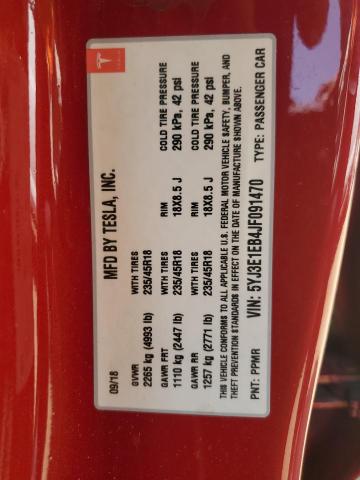 MFD BY TESLA, INC.
09/18
GVWR WITH TIRES RIM COLD TIRE PRESSURE
2265 kg (4993 lb) 235/45R18 18X8.5 J 290 kPa, 42 psi
GAWR FRT WITH TIRES RIM COLD TIRE PRESSURE
1110 kg (2447 lb) 235/45R18 18X8.5 J 290 kPa, 42 psi
GAWR RR WITH TIRES
1257 kg (2771 lb) 235/45R18
THIS VEHICLE CONFORMS TO ALL APPLICABLE U.S. FEDERAL MOTOR VEHICLE SAFETY, BUMPER, AND
THEFT PREVENTION STANDARDS IN EFFECT ON THE DATE OF MANUFACTURE SHOWN ABOVE.
VIN: 5YJ3E1EB4JF091470
PNT: PPMR TYPE: PASSENGER CAR